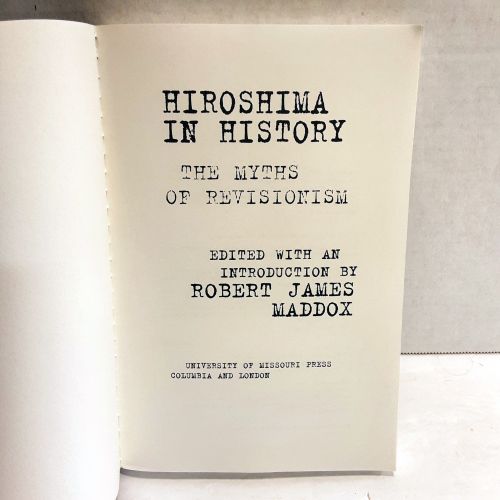 HIROSHIMA
IN HISTORY
THE MYTHS
OF REVISIONISM
EDITED WITH AN
INTRODUCTION BY
ROBERT JAMES
MADDOX
UNIVERSITY OF MISSOURI PRESS
COLUMBIA AND LONDON